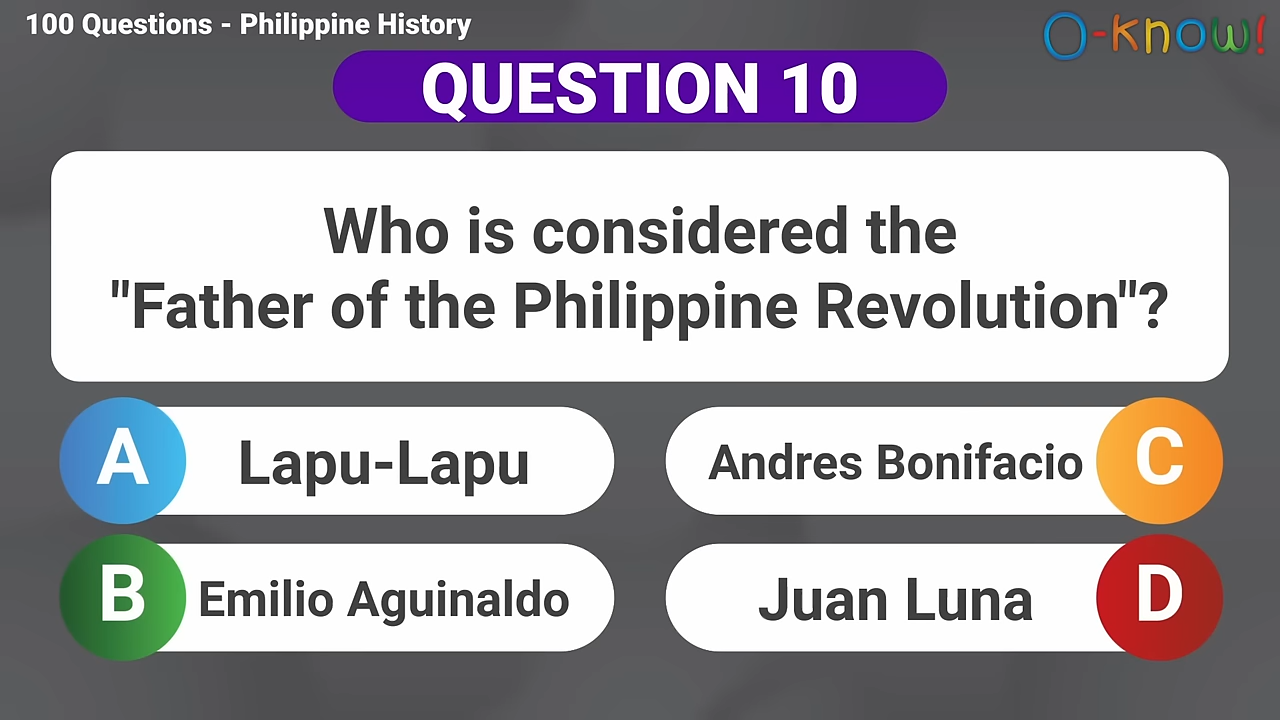 100 Questions - Philippine History
O-know!
QUESTION 10
Who is considered the
"Father of the Philippine Revolution"?
A Lapu-Lapu
B Emilio Aguinaldo
Andres Bonifacio C
Juan Luna D